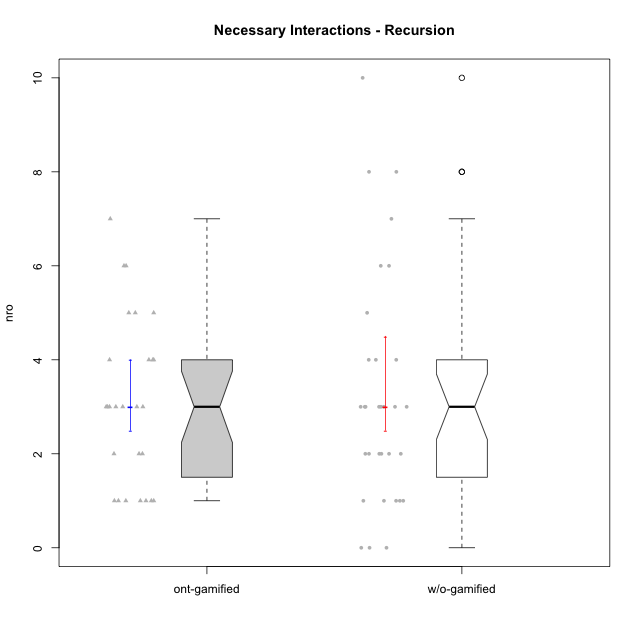 Necessary Interactions - Recursion
10
8
6
4
2
0
nro
ont-gamified
w/o-gamified